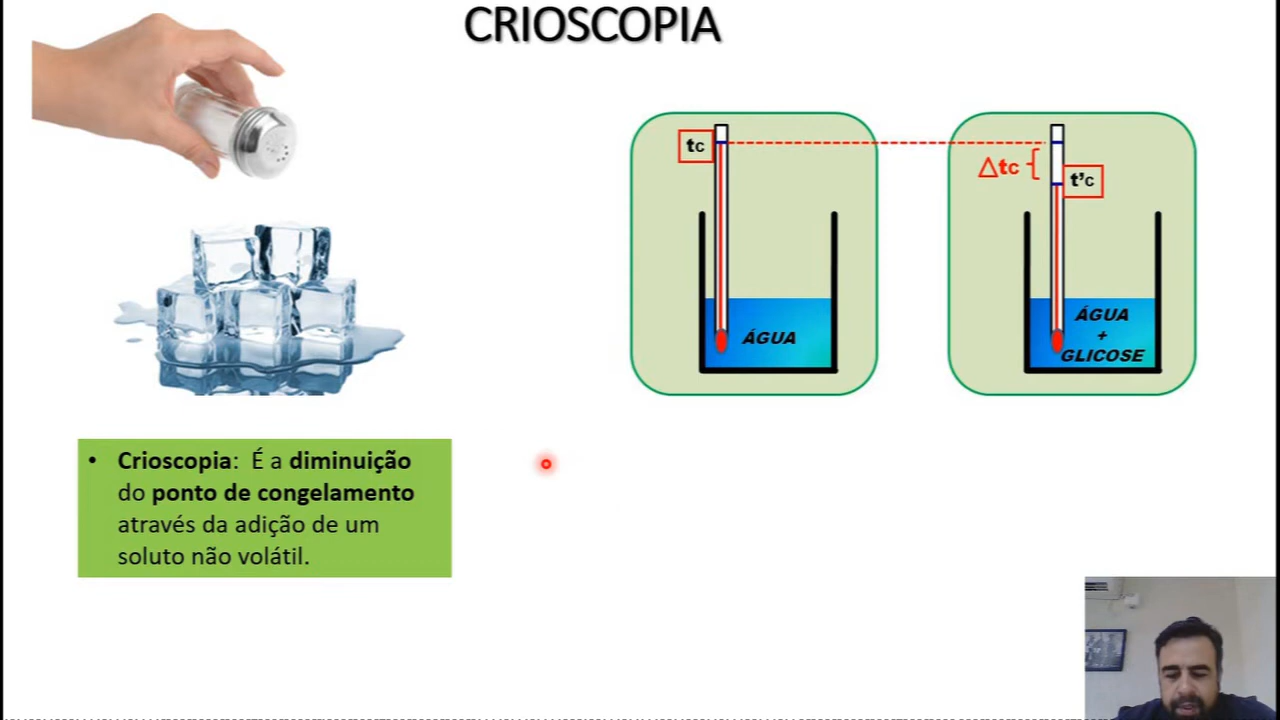 CRIOSCOPIA
tc
Δtc
t'c
ÁGUA
ÁGUA
+
GLICOSE
• Crioscopia: É a diminuição
do ponto de congelamento
através da adição de um
soluto não volátil.